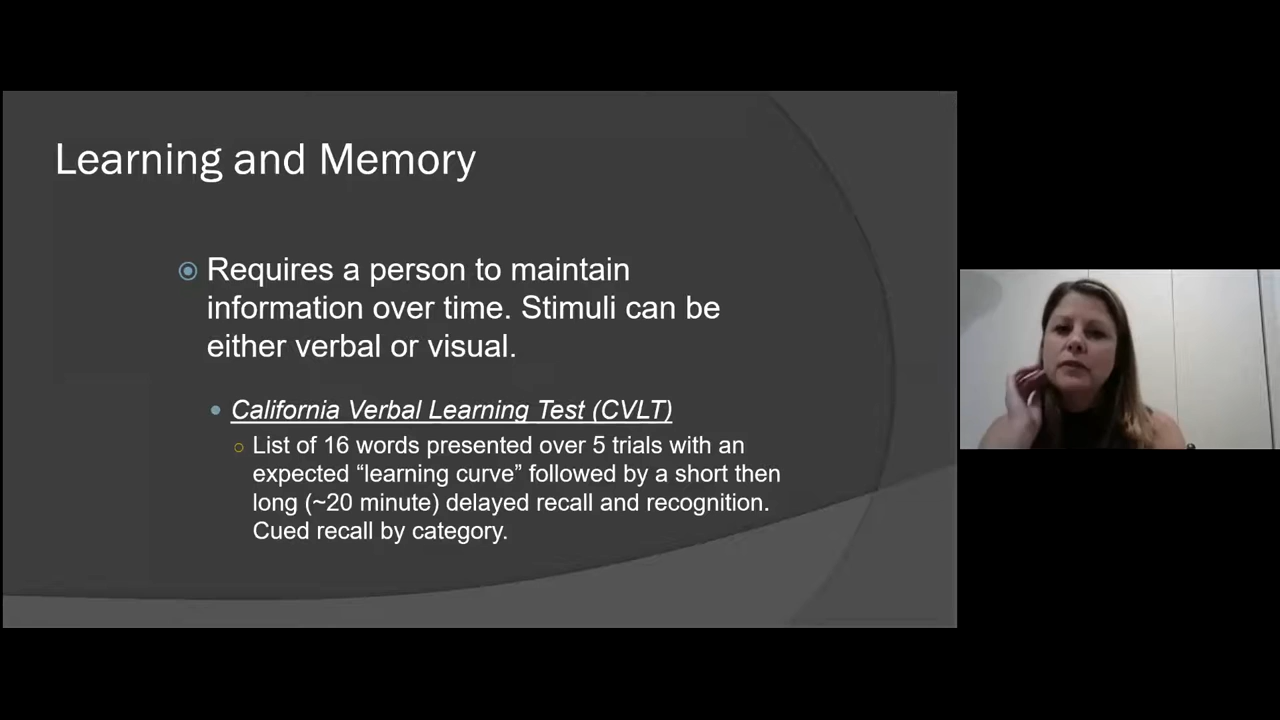 Learning and Memory
Requires a person to maintain
information over time. Stimuli can be
either verbal or visual.
California Verbal Learning Test (CVLT)
List of 16 words presented over 5 trials with an
expected “learning curve” followed by a short then
long (~20 minute) delayed recall and recognition.
Cued recall by category.